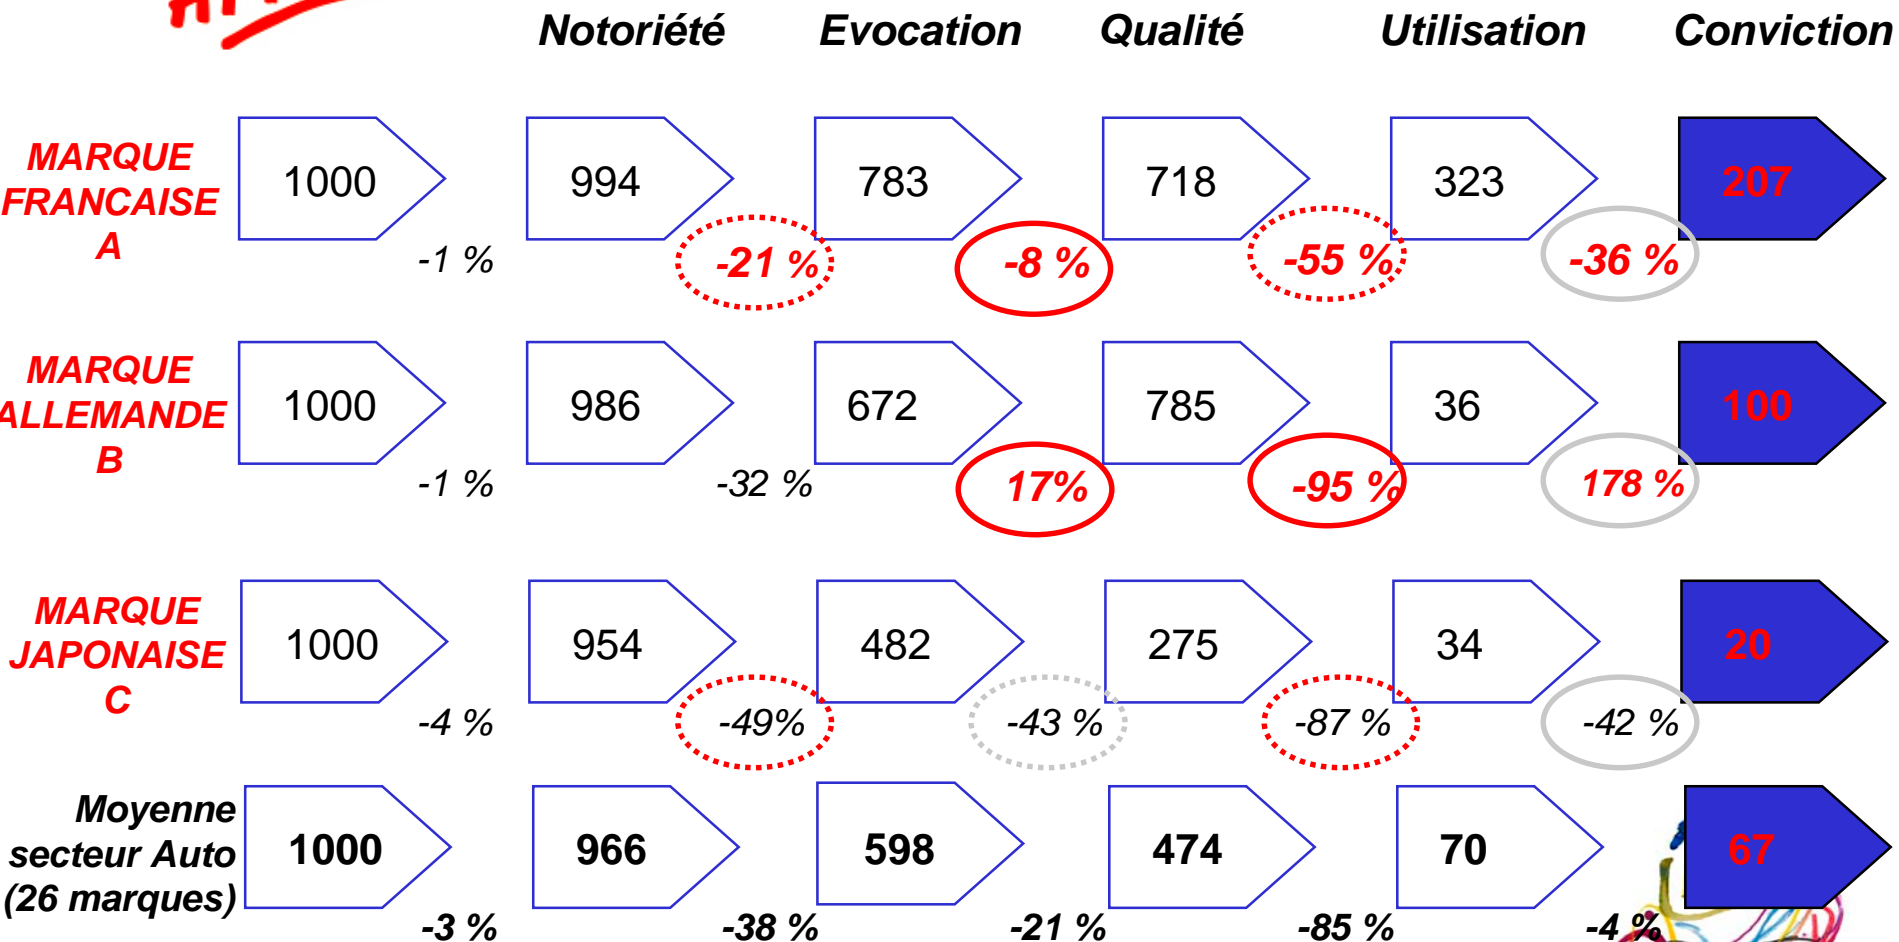 Notoriété Evocation Qualité Utilisation Conviction
MARQUE
FRANCAISE
A
1000 994 783 718 323 207
-1 % -21 % -8 % -55 % -36 %
MARQUE
ALLEMANDE
B
1000 986 672 785 36 100
-1 % -32 % 17% -95 % 178 %
MARQUE
JAPONAISE
C
1000 954 482 275 34 20
-4 % -49% -43 % -87 % -42 %
Moyenne
secteur Auto
(26 marques)
1000 966 598 474 70 67
-3 % -38 % -21 % -85 % -4 %